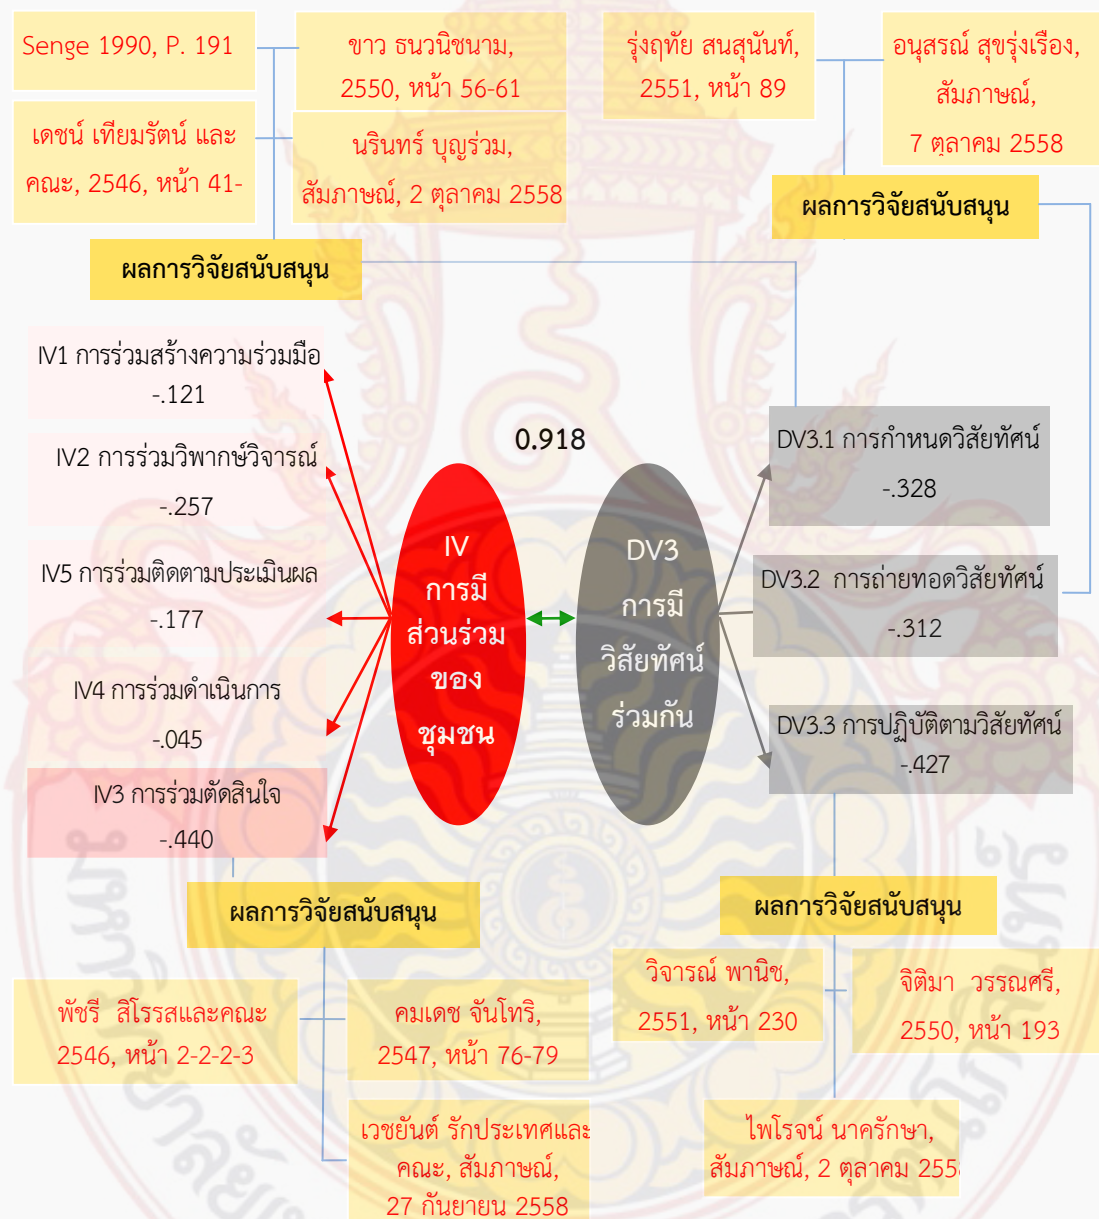 Senge 1990, P. 191
ขาว ธนวนิชนาม,
2550, หน้า 56-61
รุ่งฤทัย สนสุนันท์,
2551, หน้า 89
อนุสรณ์ สุขรุ่งเรือง,
สัมภาษณ์,
7 ตุลาคม 2558
เดชน์ เทียมรัตน์ และ
คณะ, 2546, หน้า 41-
นรินทร์ บุญร่วม,
สัมภาษณ์, 2 ตุลาคม 2558
ผลการวิจัยสนับสนุน
ผลการวิจัยสนับสนุน
IV1 การร่วมสร้างความร่วมมือ
-.121
IV2 การร่วมวิพากษ์วิจารณ์
-.257
IV5 การร่วมติดตามประเมินผล
-.177
IV4 การร่วมดำเนินการ
-.045
IV3 การร่วมตัดสินใจ
-.440
0.918
IV
การมี
ส่วนร่วม
ของ
ชุมชน
DV3
การมี
วิสัยทัศน์
ร่วมกัน
DV3.1 การกำหนดวิสัยทัศน์
-.328
DV3.2 การถ่ายทอดวิสัยทัศน์
-.312
DV3.3 การปฏิบัติตามวิสัยทัศน์
-.427
ผลการวิจัยสนับสนุน
ผลการวิจัยสนับสนุน
พัชรี สิโรรสและคณะ
2546, หน้า 2-2-2-3
คมเดช จันโทริ,
2547, หน้า 76-79
เวชยันต์ รักประเทศและ
คณะ, สัมภาษณ์,
27 กันยายน 2558
วิจารณ์ พานิช,
2551, หน้า 230
จิติมา วรรณศรี,
2550, หน้า 193
ไพโรจน์ นาครักษา,
สัมภาษณ์, 2 ตุลาคม 255